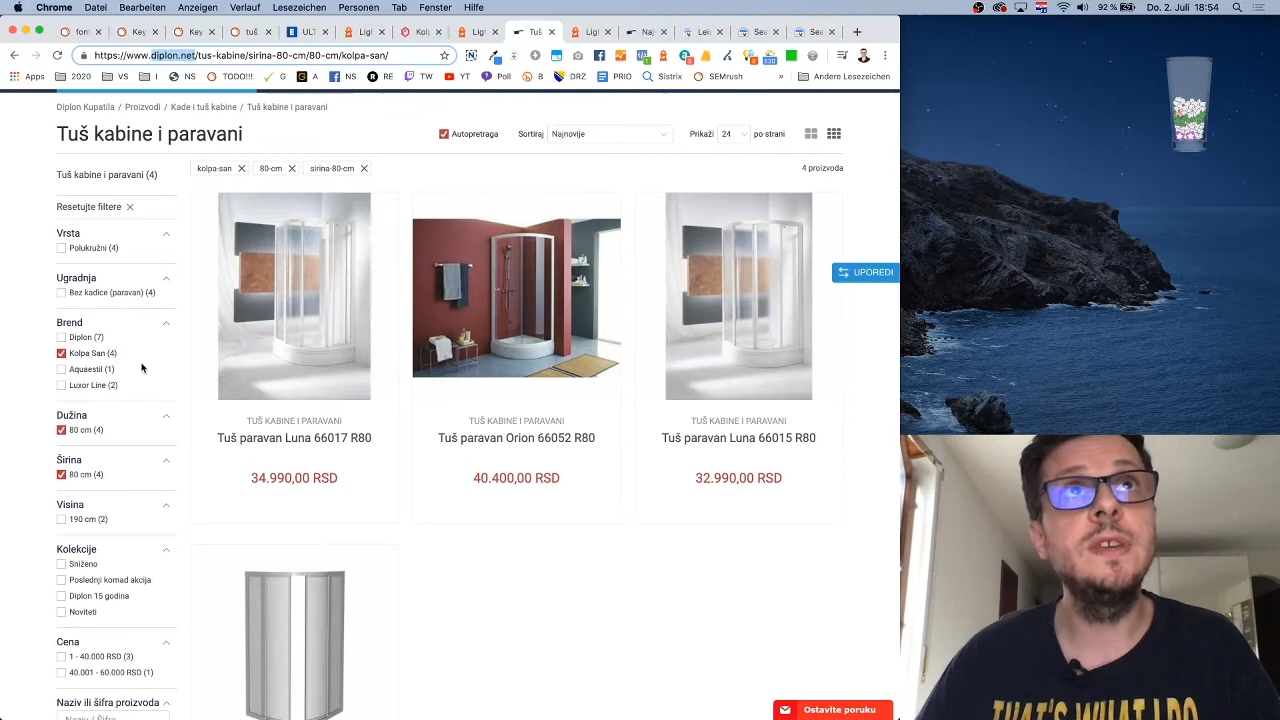 Chrome Datei Bearbeiten Anzeigen Verlauf Lesezeichen Personen Tab Fenster Hilfe
92 % Do. 2. Juli 18:54
https://www.diplon.net/tus-kabine/sirina-80-cm/80-cm/kolpa-san/
Apps 2020 VS NS TODO!!! G A NS RE TW YT Poll B DRZ PRIO Sistrix SEMrush » Andere Lesezeichen
Diplon Kupatila / Proizvodi / Kade i tuš kabine / Tuš kabine i paravani
Tuš kabine i paravani
Autopretraga Sortiraj Najnovije Prikaži 24 po strani
Tuš kabine i paravani (4)
kolpa-san 80-cm sirina-80-cm 4 proizvoda
Resetujte filtere
Vrsta
Polukružni (4)
Ugradnja
Bez kadice (paravan) (4)
Brend
Diplon (7)
Kolpa San (4)
Aquaestil (1)
Luxor Line (2)
Dužina
80 cm (4)
Širina
80 cm (4)
Visina
190 cm (2)
Kolekcije
Sniženo
Poslednji komad akcija
Diplon 15 godina
Noviteti
Cena
1 - 40.000 RSD (3)
40.001 - 60.000 RSD (1)
Naziv ili šifra proizvoda
Naziv / Šifra
UPOREDI
TUŠ KABINE I PARAVANI
Tuš paravan Luna 66017 R80
34.990,00 RSD
TUŠ KABINE I PARAVANI
Tuš paravan Orion 66052 R80
40.400,00 RSD
TUŠ KABINE I PARAVANI
Tuš paravan Luna 66015 R80
32.990,00 RSD
Ostavite poruku
THAT'S WHAT I DO